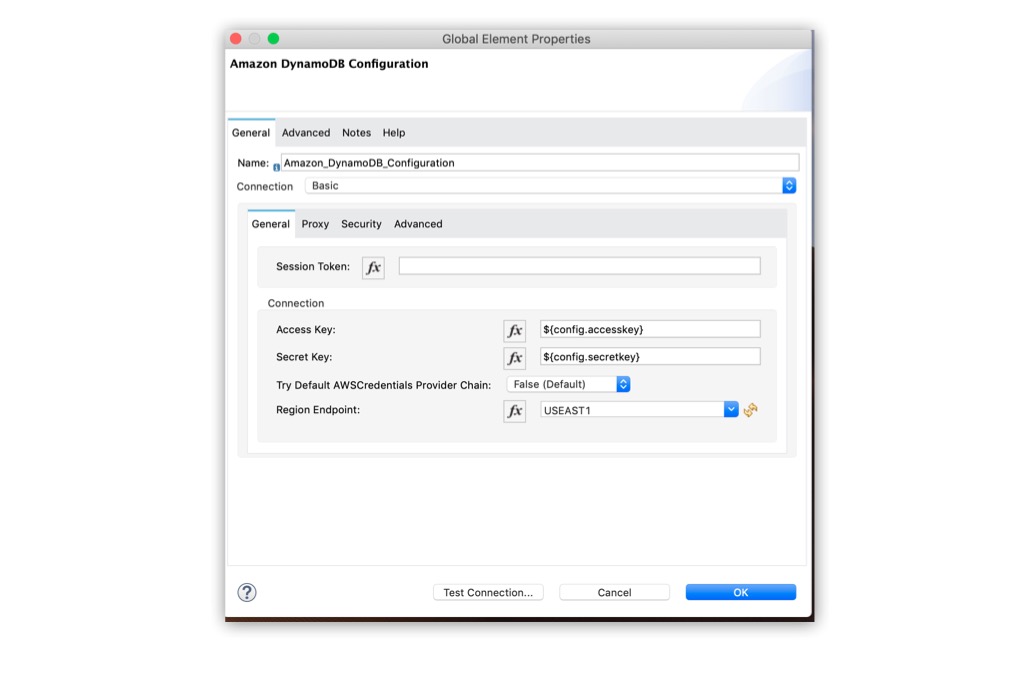 Global Element Properties
Amazon DynamoDB Configuration
General Advanced Notes Help
Name: Amazon_DynamoDB_Configuration
Connection Basic
General Proxy Security Advanced
Session Token: fx
Connection
Access Key: fx ${config.accesskey}
Secret Key: fx ${config.secretkey}
Try Default AWSCredentials Provider Chain: False (Default)
Region Endpoint: fx USEAST1
? Test Connection... Cancel OK